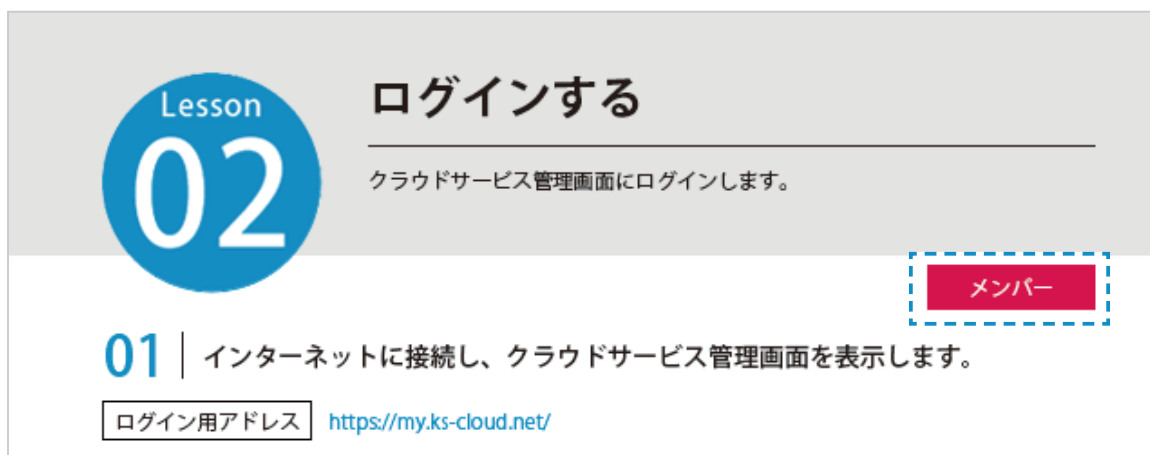 Lesson
02
ログインする
クラウドサービス管理画面にログインします。
メンバー
01 インターネットに接続し、クラウドサービス管理画面を表示します。
ログイン用アドレス https://my.ks-cloud.net/